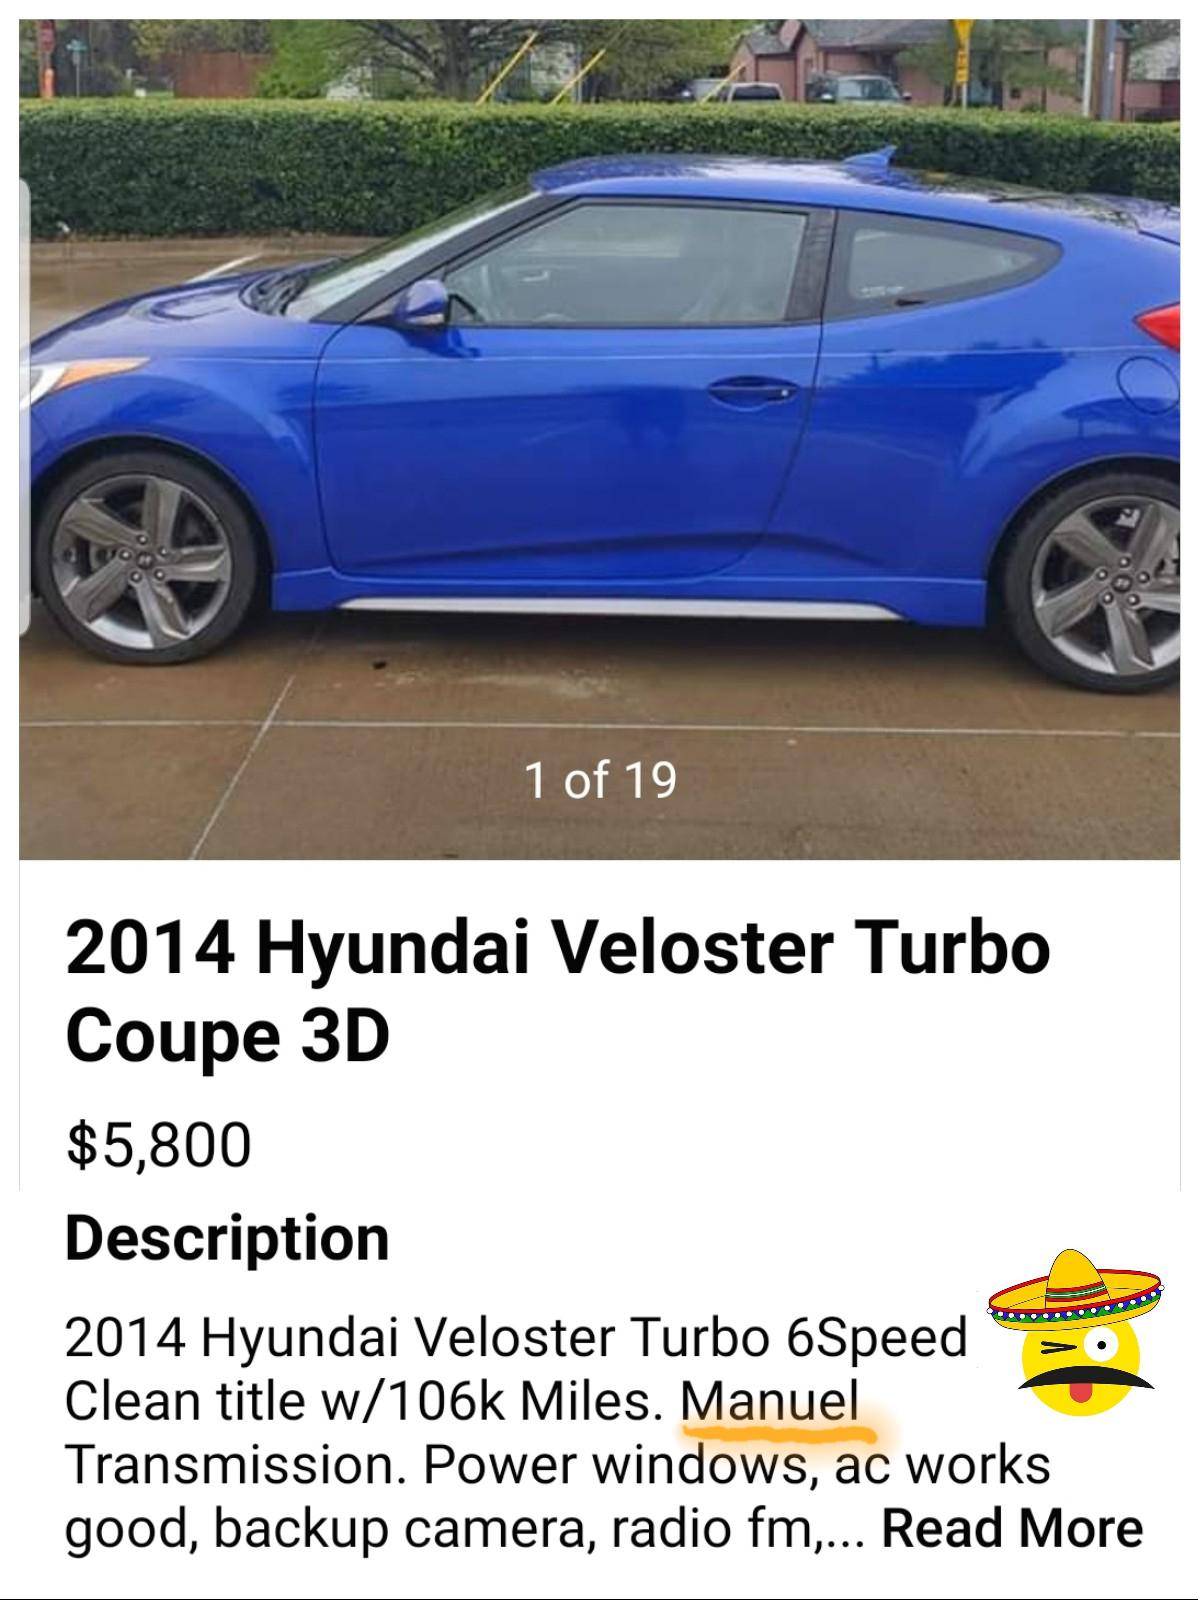 1 of 19
2014 Hyundai Veloster Turbo
Coupe 3D
$5,800
Description
2014 Hyundai Veloster Turbo 6Speed
Clean title w/106k Miles. Manuel
Transmission. Power windows, ac works
good, backup camera, radio fm,... Read More